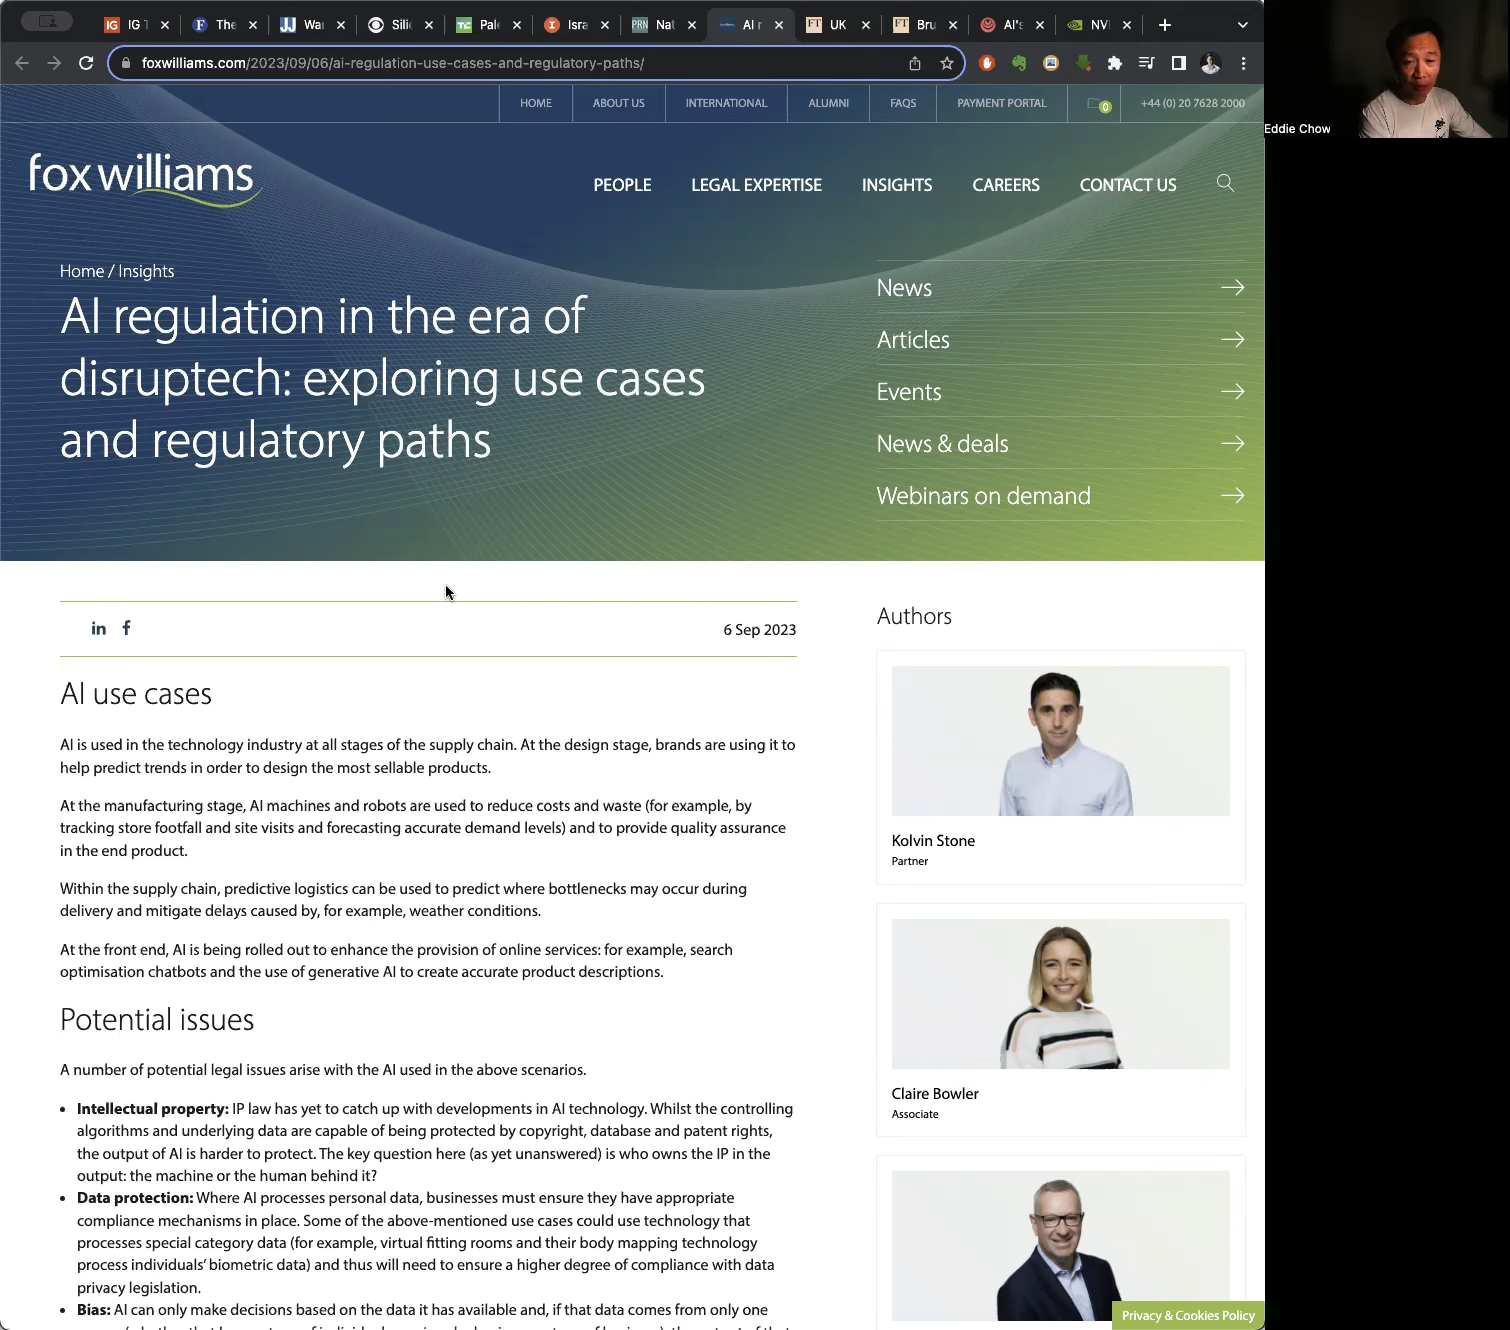 IG T
The
Wai
Sili
Pale
Isra
PRN
Nat
AI r
FT
UK
FT
Bru
AI's
NV
foxwilliams.com/2023/09/06/ai-regulation-use-cases-and-regulatory-paths/
Eddie Chow
HOME
ABOUT US
INTERNATIONAL
ALUMNI
FAQS
PAYMENT PORTAL
0
+44 (0) 20 7628 2000
fox williams
PEOPLE
LEGAL EXPERTISE
INSIGHTS
CAREERS
CONTACT US
Home / Insights
AI regulation in the era of
disruptech: exploring use cases
and regulatory paths
News
Articles
Events
News & deals
Webinars on demand
in f
6 Sep 2023
AI use cases
AI is used in the technology industry at all stages of the supply chain. At the design stage, brands are using it to
help predict trends in order to design the most sellable products.
At the manufacturing stage, AI machines and robots are used to reduce costs and waste (for example, by
tracking store footfall and site visits and forecasting accurate demand levels) and to provide quality assurance
in the end product.
Within the supply chain, predictive logistics can be used to predict where bottlenecks may occur during
delivery and mitigate delays caused by, for example, weather conditions.
At the front end, AI is being rolled out to enhance the provision of online services: for example, search
optimisation chatbots and the use of generative AI to create accurate product descriptions.
Potential issues
A number of potential legal issues arise with the AI used in the above scenarios.
• Intellectual property: IP law has yet to catch up with developments in AI technology. Whilst the controlling
algorithms and underlying data are capable of being protected by copyright, database and patent rights,
the output of AI is harder to protect. The key question here (as yet unanswered) is who owns the IP in the
output: the machine or the human behind it?
• Data protection: Where AI processes personal data, businesses must ensure they have appropriate
compliance mechanisms in place. Some of the above-mentioned use cases could use technology that
processes special category data (for example, virtual fitting rooms and their body mapping technology
process individuals' biometric data) and thus will need to ensure a higher degree of compliance with data
privacy legislation.
• Bias: AI can only make decisions based on the data it has available and, if that data comes from only one
Authors
Kolvin Stone
Partner
Claire Bowler
Associate
Privacy & Cookies Policy